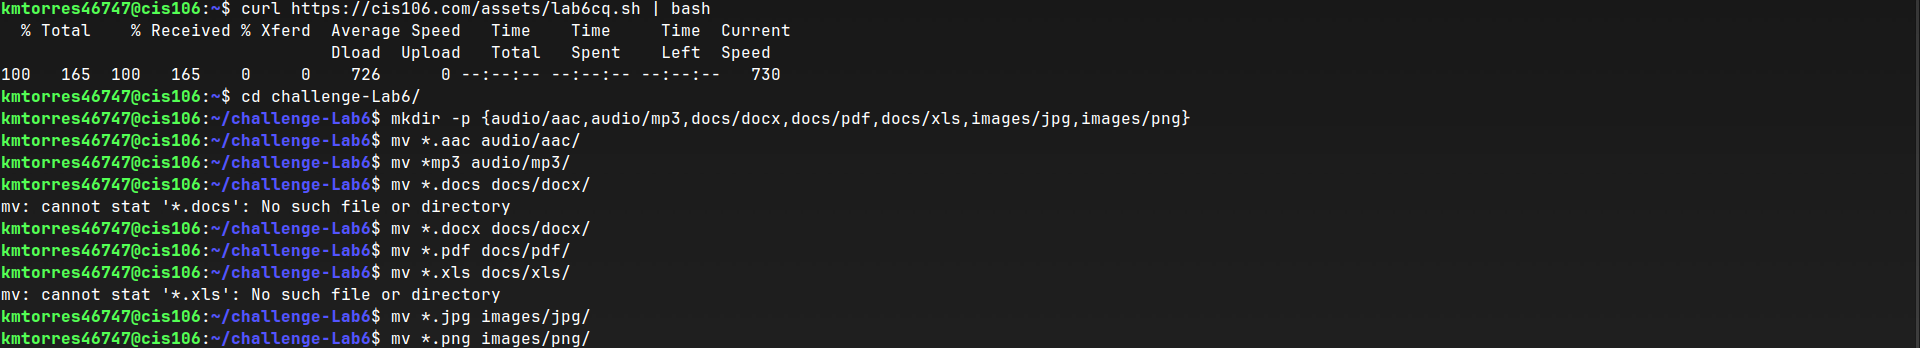 kmtorres46747@cis106:~$ curl https://cis106.com/assets/lab6cq.sh | bash
  % Total    % Received % Xferd  Average Speed   Time    Time     Time  Current
                                 Dload  Upload   Total   Spent    Left  Speed
100   165  100   165    0     0    726      0 --:--:-- --:--:-- --:--:--   730
kmtorres46747@cis106:~$ cd challenge-Lab6/
kmtorres46747@cis106:~/challenge-Lab6$ mkdir -p {audio/aac,audio/mp3,docs/docx,docs/pdf,docs/xls,images/jpg,images/png}
kmtorres46747@cis106:~/challenge-Lab6$ mv *.aac audio/aac/
kmtorres46747@cis106:~/challenge-Lab6$ mv *mp3 audio/mp3/
kmtorres46747@cis106:~/challenge-Lab6$ mv *.docs docs/docx/
mv: cannot stat '*.docs': No such file or directory
kmtorres46747@cis106:~/challenge-Lab6$ mv *.docx docs/docx/
kmtorres46747@cis106:~/challenge-Lab6$ mv *.pdf docs/pdf/
kmtorres46747@cis106:~/challenge-Lab6$ mv *.xls docs/xls/
mv: cannot stat '*.xls': No such file or directory
kmtorres46747@cis106:~/challenge-Lab6$ mv *.jpg images/jpg/
kmtorres46747@cis106:~/challenge-Lab6$ mv *.png images/png/